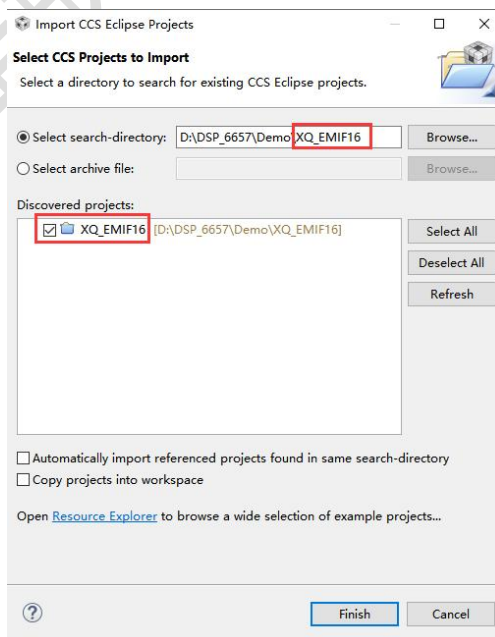 Import CCS Eclipse Projects
Select CCS Projects to Import
Select a directory to search for existing CCS Eclipse projects.
Select search-directory: D:\DSP_6657\Demo\XQ_EMIF16 Browse...
Select archive file: Browse...
Discovered projects:
XQ_EMIF16 [D:\DSP_6657\Demo\XQ_EMIF16] Select All
Deselect All
Refresh
Automatically import referenced projects found in same search-directory
Copy projects into workspace
Open Resource Explorer to browse a wide selection of example projects...
? Finish Cancel